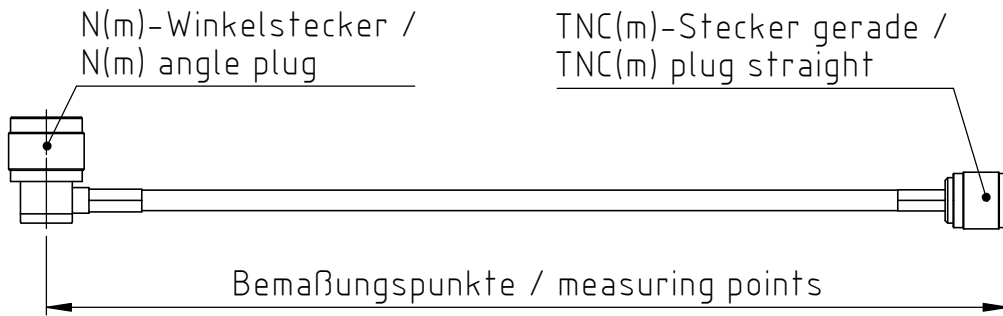 N(m)-Winkelstecker /
N(m) angle plug
TNC(m)-Stecker gerade /
TNC(m) plug straight
Bemaßungspunkte / measuring points